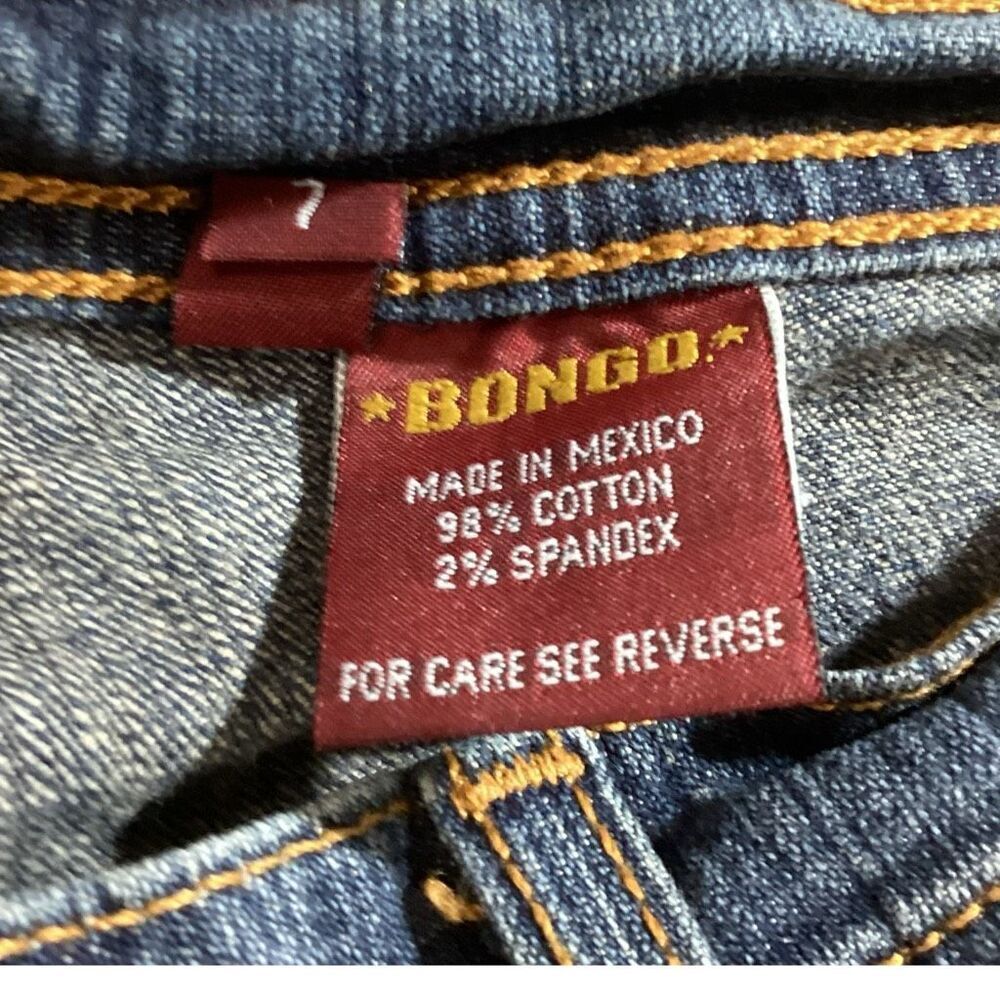 7
BONGO
MADE IN MEXICO
98% COTTON
2% SPANDEX
FOR CARE SEE REVERSE